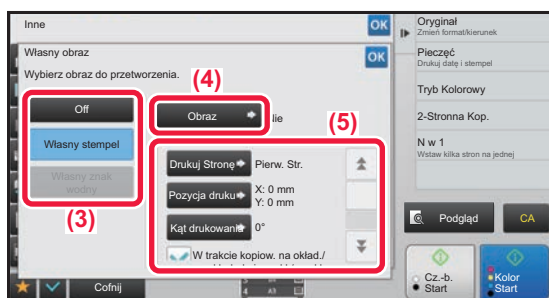 Inne
OK
Własny obraz
OK
Wybierz obraz do przetworzenia.
(4)
Off
Własny stempel
Własny znak
wodny
(3)
Obraz
(5)
Drukuj Stronę
Pierw. Str.
Pozycja druku
X: 0 mm
Y: 0 mm
Kąt drukowania
0°
W trakcie kopiow. na okład./
Cofnij
A3
Oryginał
Zmień format/kierunek
Pieczęć
Drukuj datę i stempel
Tryb Kolorowy
2-Stronna Kop.
N w 1
Wstaw kilka stron na jednej
Podgląd
CA
Cz.-b.
Start
Kolor
Start